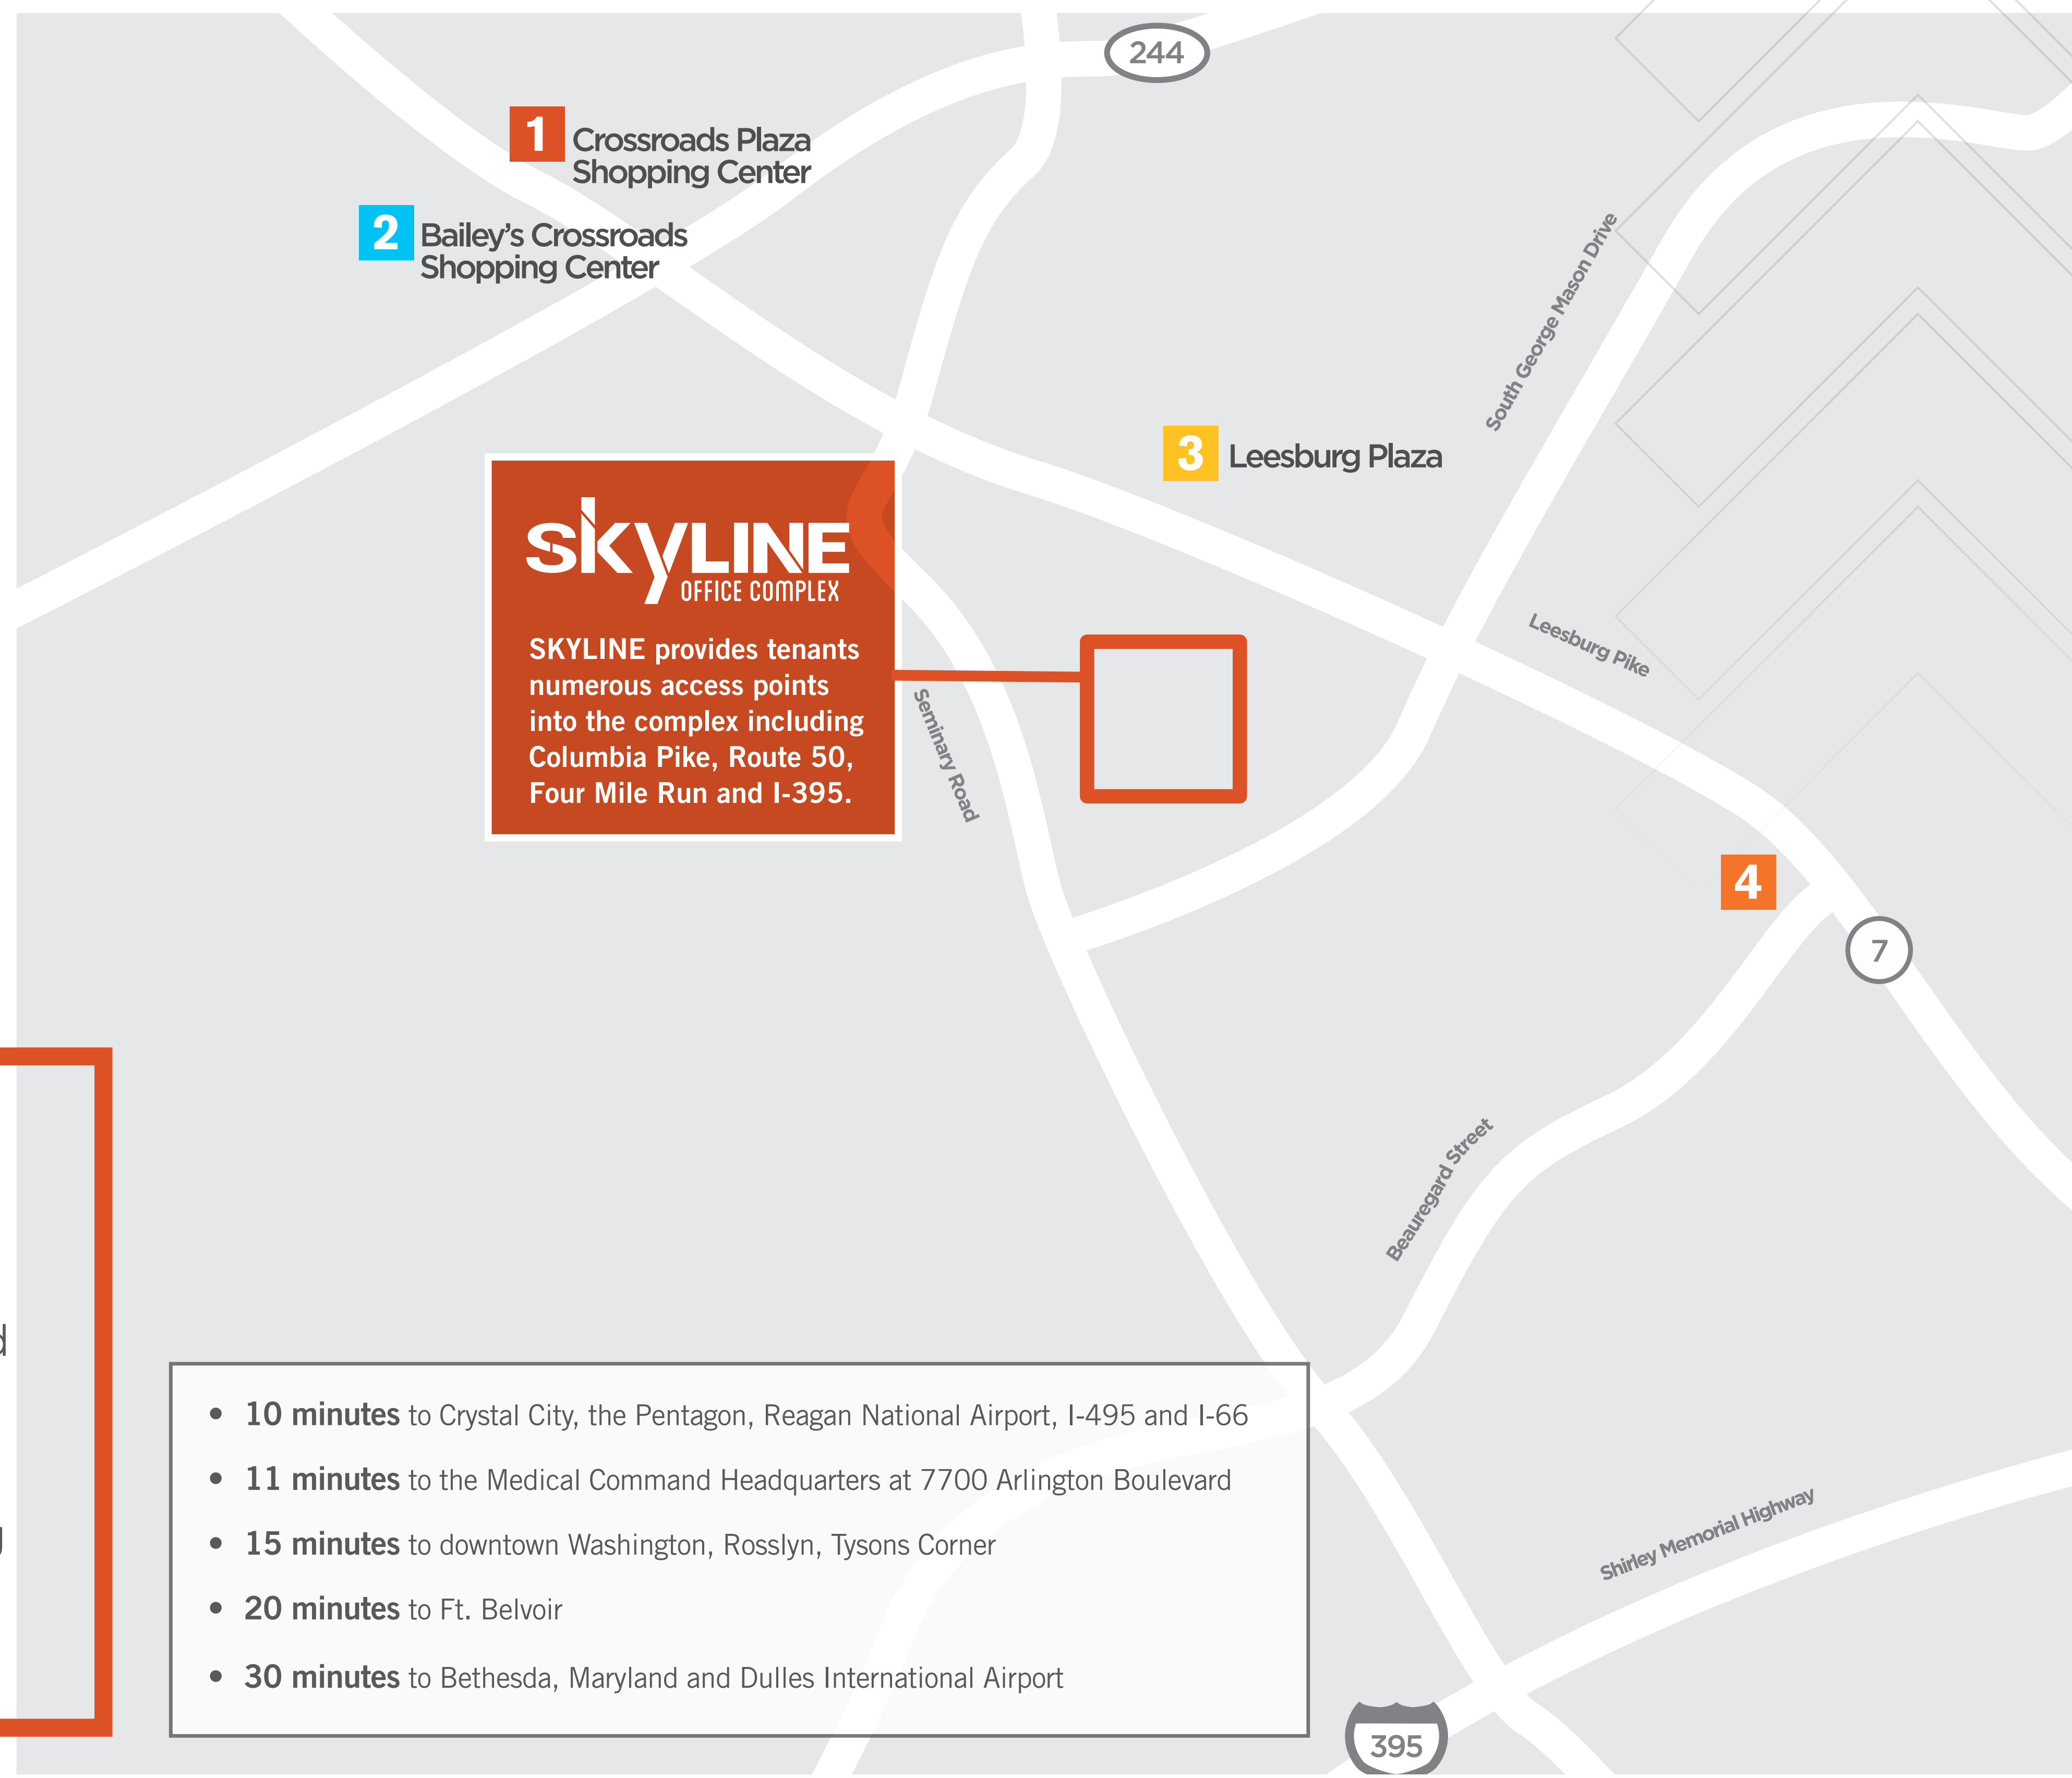 244
1
Crossroads Plaza
Shopping Center
2
Bailey’s Crossroads
Shopping Center
South George Mason Drive
3
Leesburg Plaza
SKYLINE
OFFICE COMPLEX
SKYLINE provides tenants
numerous access points
into the complex including
Columbia Pike, Route 50,
Four Mile Run and I-395.
Leesburg Pike
Seminary Road
4
7
Beauregard Street
d
g
• 10 minutes to Crystal City, the Pentagon, Reagan National Airport, I-495 and I-66
• 11 minutes to the Medical Command Headquarters at 7700 Arlington Boulevard
• 15 minutes to downtown Washington, Rosslyn, Tysons Corner
• 20 minutes to Ft. Belvoir
• 30 minutes to Bethesda, Maryland and Dulles International Airport
Shirley Memorial Highway
395